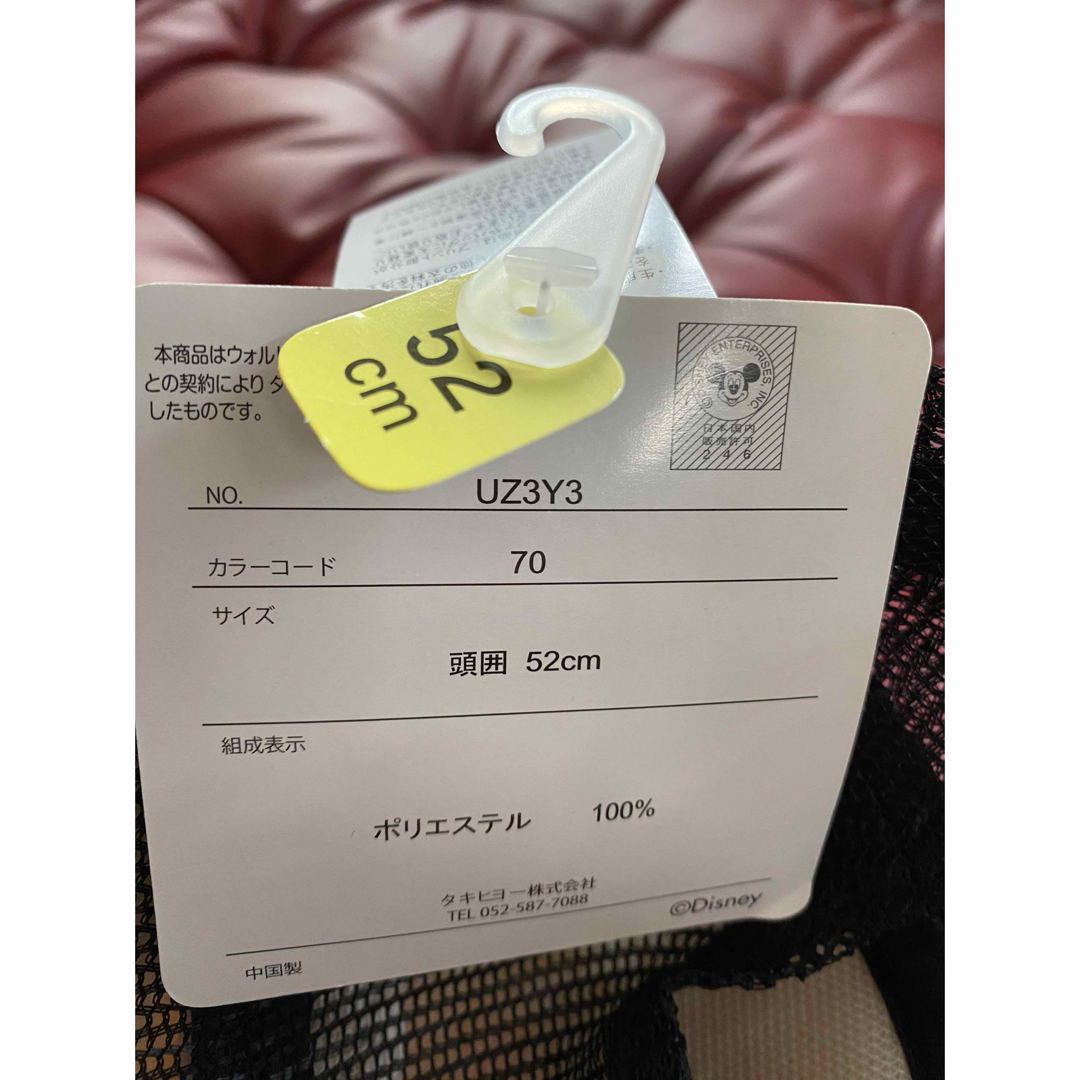 52
cm
本商品はウォル
との契約により
したものです。
ENTERPRISES INC
日本国内
販売許可
246
NO. UZ3Y3
カラーコード 70
サイズ
頭囲 52cm
組成表示
ポリエステル 100%
タキヒヨー株式会社
TEL 052-587-7088
©Disney
中国製